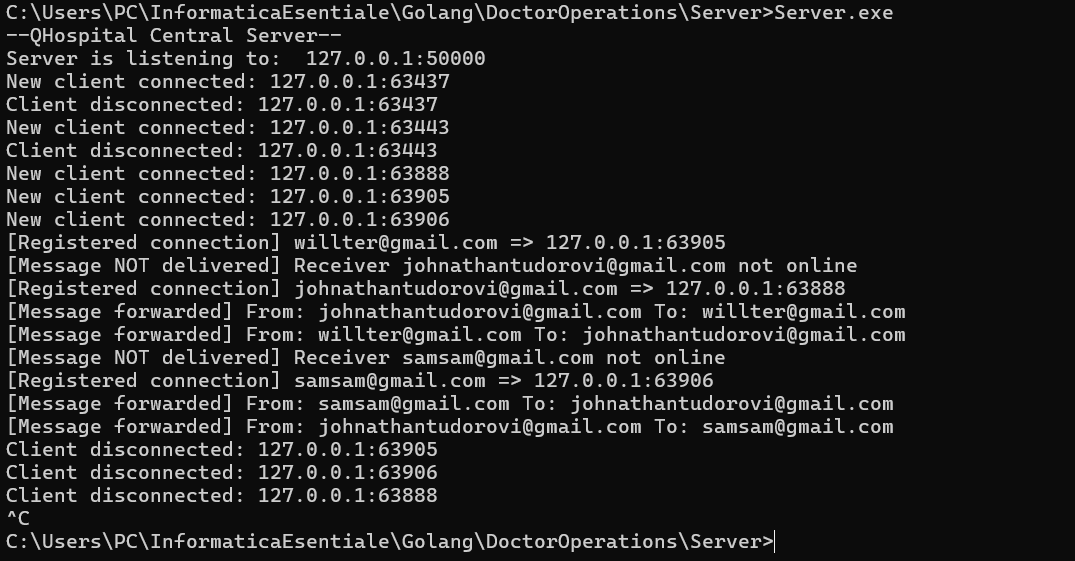 C:\Users\PC\InformaticaEsentiale\Golang\DoctorOperations\Server>Server.exe
--QHospital Central Server--
Server is listening to:  127.0.0.1:50000
New client connected: 127.0.0.1:63437
Client disconnected: 127.0.0.1:63437
New client connected: 127.0.0.1:63443
Client disconnected: 127.0.0.1:63443
New client connected: 127.0.0.1:63888
New client connected: 127.0.0.1:63905
New client connected: 127.0.0.1:63906
[Registered connection] willter@gmail.com => 127.0.0.1:63905
[Message NOT delivered] Receiver johnathantudorovi@gmail.com not online
[Registered connection] johnathantudorovi@gmail.com => 127.0.0.1:63888
[Message forwarded] From: johnathantudorovi@gmail.com To: willter@gmail.com
[Message forwarded] From: willter@gmail.com To: johnathantudorovi@gmail.com
[Message NOT delivered] Receiver samsam@gmail.com not online
[Registered connection] samsam@gmail.com => 127.0.0.1:63906
[Message forwarded] From: samsam@gmail.com To: johnathantudorovi@gmail.com
[Message forwarded] From: johnathantudorovi@gmail.com To: samsam@gmail.com
Client disconnected: 127.0.0.1:63905
Client disconnected: 127.0.0.1:63906
Client disconnected: 127.0.0.1:63888
^C
C:\Users\PC\InformaticaEsentiale\Golang\DoctorOperations\Server>